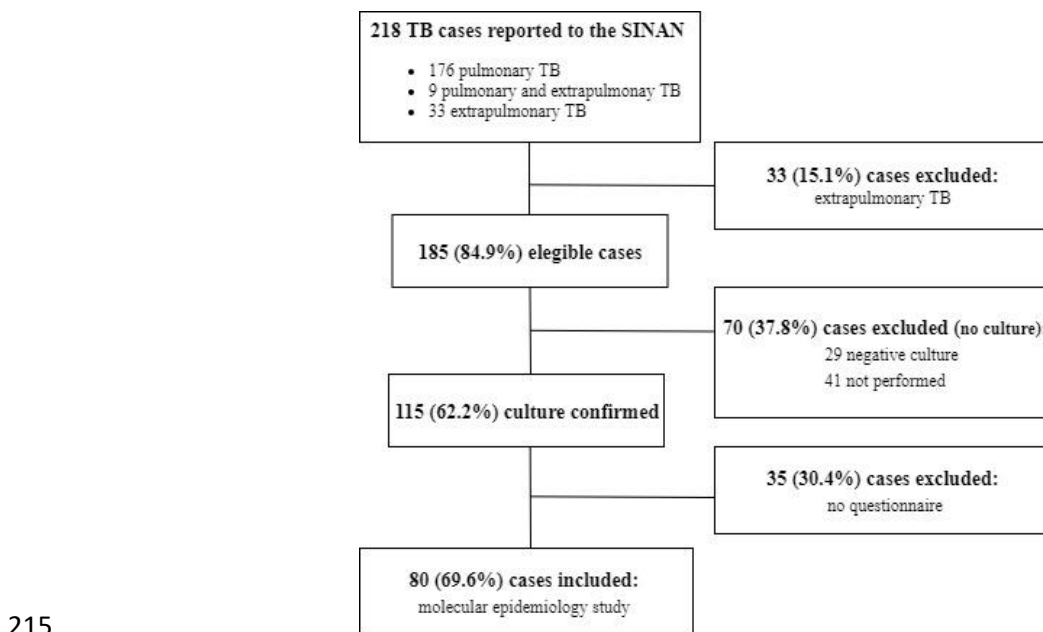 218 TB cases reported to the SINAN
• 176 pulmonary TB
• 9 pulmonary and extrapulmonay TB
• 33 extrapulmonary TB
33 (15.1%) cases excluded:
extrapulmonary TB
185 (84.9%) elegible cases
70 (37.8%) cases excluded (no culture):
29 negative culture
41 not performed
115 (62.2%) culture confirmed
35 (30.4%) cases excluded:
no questionnaire
80 (69.6%) cases included:
molecular epidemiology study
215